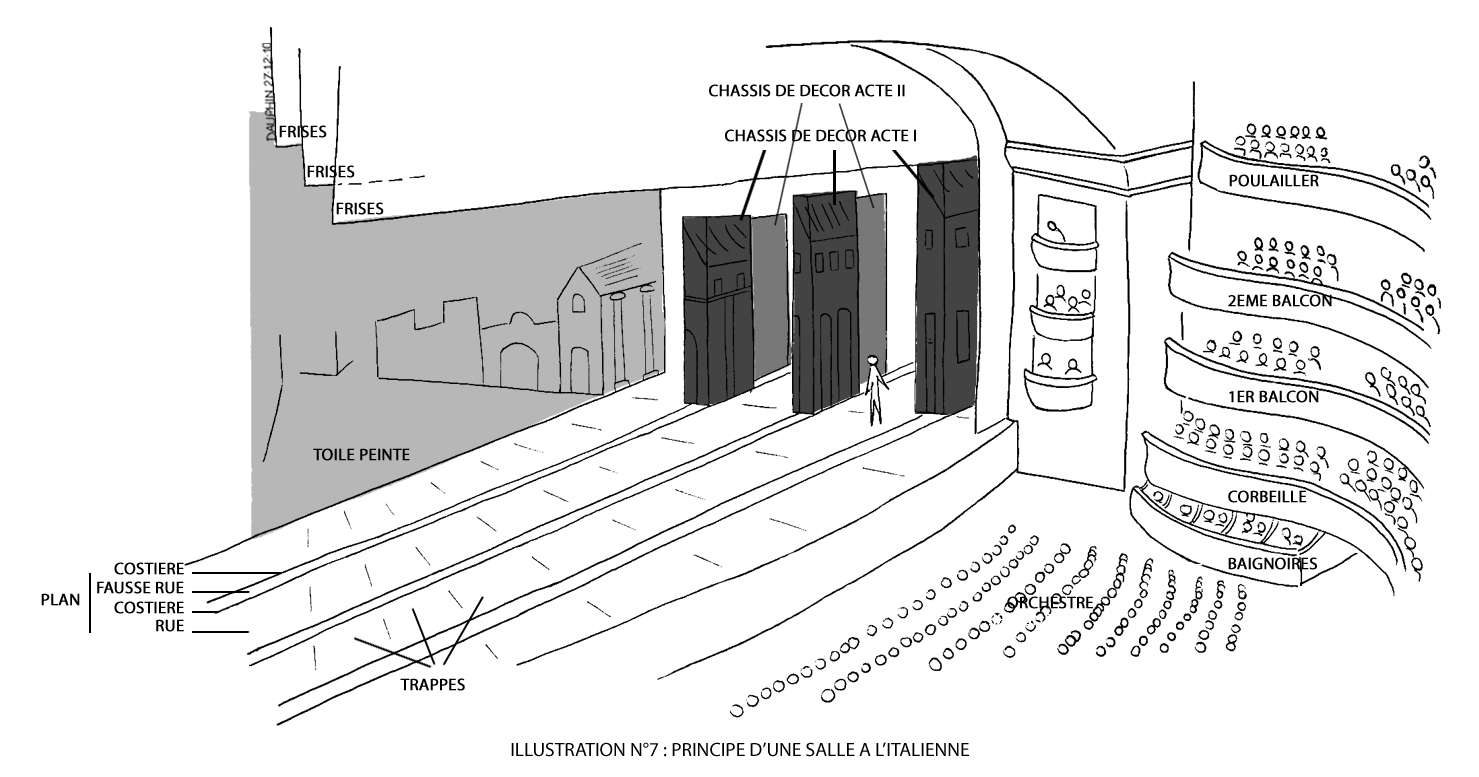 DAUPHIN 27-12-10
FRISES
FRISES
FRISES
CHASSIS DE DECOR ACTE II
CHASSIS DE DECOR ACTE I
POULAILLER
2EME BALCON
1ER BALCON
CORBEILLE
BAIGNOIRES
ORCHESTRE
TOILE PEINTE
PLAN
COSTIERE
FAUSSE RUE
COSTIERE
RUE
TRAPPES
ILLUSTRATION N°7 : PRINCIPE D'UNE SALLE A L'ITALIENNE